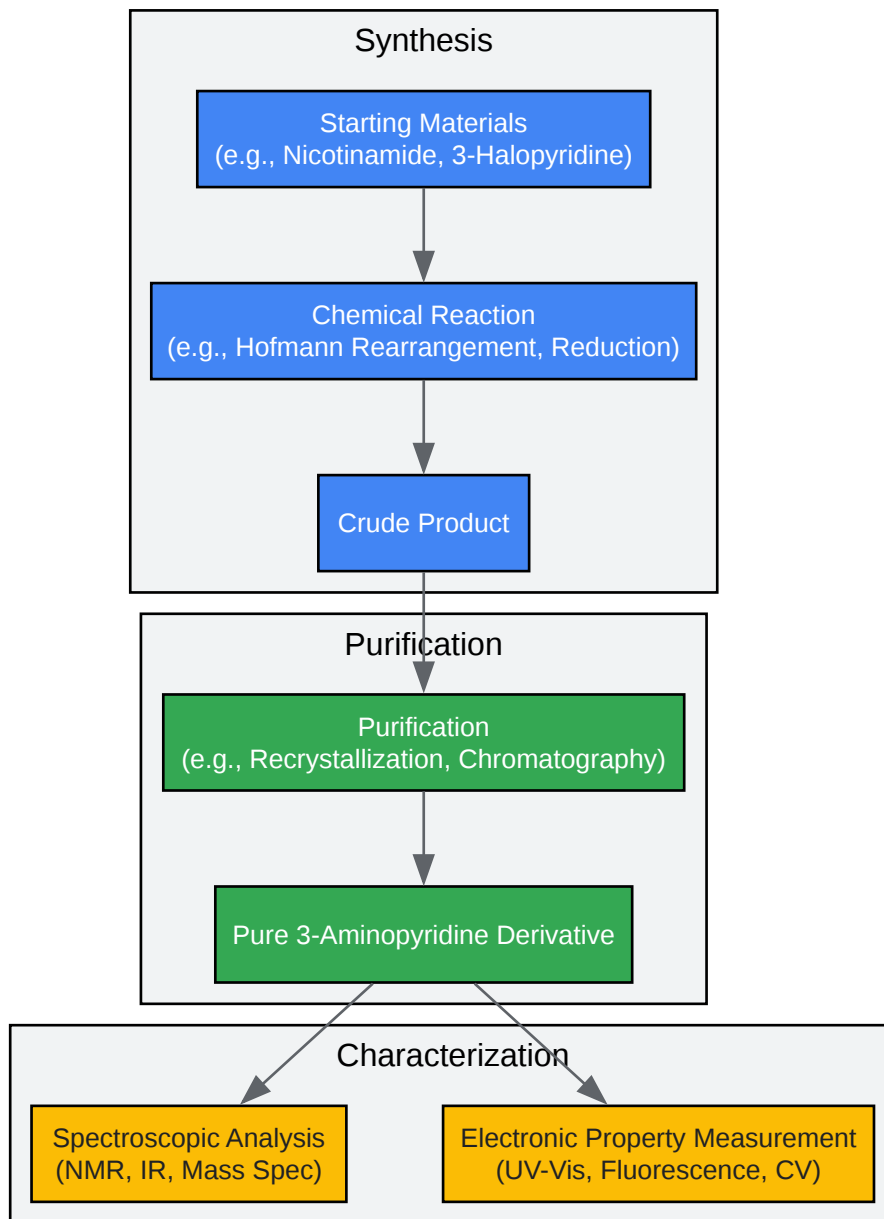 Synthesis
Starting Materials
(e.g., Nicotinamide, 3-Halopyridine)
Chemical Reaction
(e.g., Hofmann Rearrangement, Reduction)
Crude Product
Purification
Purification
(e.g., Recrystallization, Chromatography)
Pure 3-Aminopyridine Derivative
Characterization
Spectroscopic Analysis
(NMR, IR, Mass Spec)
Electronic Property Measurement
(UV-Vis, Fluorescence, CV)